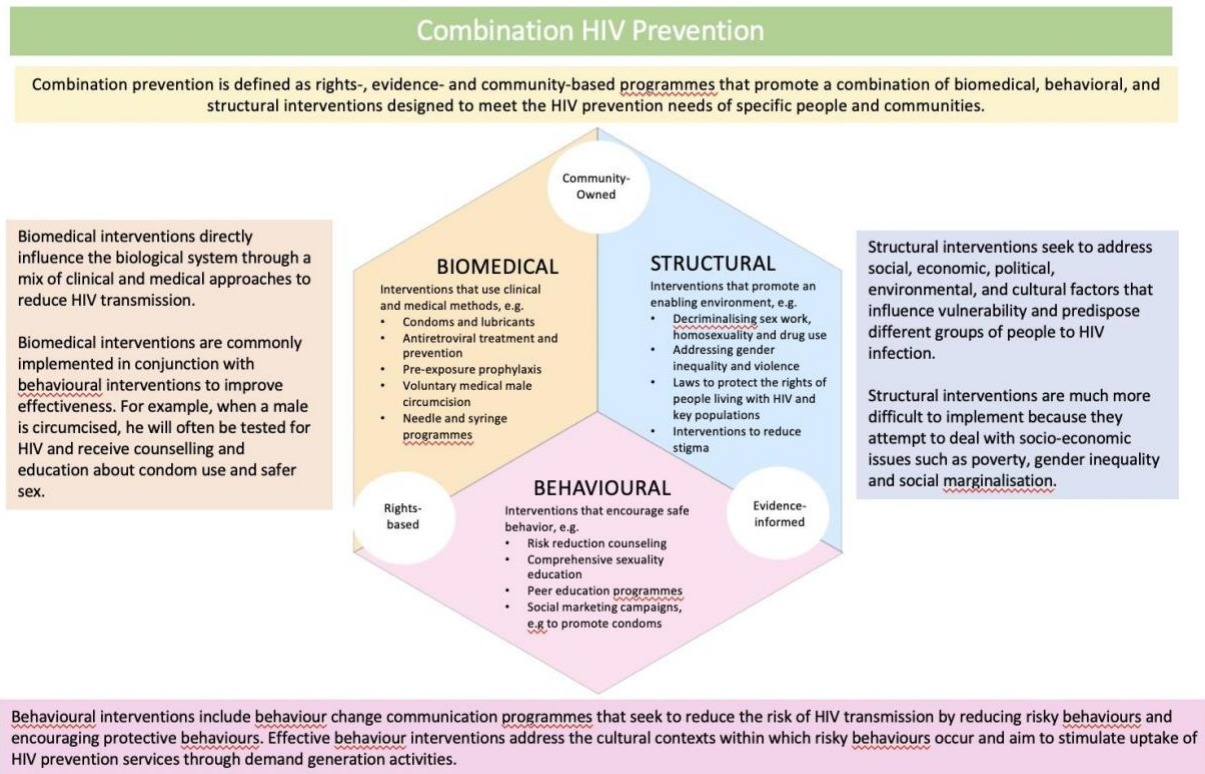 Combination HIV Prevention
Combination prevention is defined as rights-, evidence- and community-based programmes that promote a combination of biomedical, behavioral, and
structural interventions designed to meet the HIV prevention needs of specific people and communities.
Community-
Owned
Biomedical interventions directly
influence the biological system through a
mix of clinical and medical approaches to
reduce HIV transmission.
Biomedical interventions are commonly
implemented in conjunction with
behavioural interventions to improve
effectiveness. For example, when a male
is circumcised, he will often be tested for
HIV and receive counselling and
education about condom use and safer
sex.
BIOMEDICAL
Interventions that use clinical
and medical methods, e.g.
• Condoms and lubricants
• Antiretroviral treatment and
prevention
• Pre-exposure prophylaxis
• Voluntary medical male
circumcision
• Needle and syringe
programmes
STRUCTURAL
Interventions that promote an
enabling environment, e.g.
• Decriminalising sex work,
homosexuality and drug use
• Addressing gender
inequality and violence
• Laws to protect the rights of
people living with HIV and
key populations
• Interventions to reduce
stigma
Structural interventions seek to address
social, economic, political,
environmental, and cultural factors that
influence vulnerability and predispose
different groups of people to HIV
infection.
Structural interventions are much more
difficult to implement because they
attempt to deal with socio-economic
issues such as poverty, gender inequality
and social marginalisation.
Rights-
based
BEHAVIOURAL
Interventions that encourage safe
behavior, e.g.
• Risk reduction counseling
• Comprehensive sexuality
education
• Peer education programmes
• Social marketing campaigns,
e.g to promote condoms
Evidence-
informed
Behavioural interventions include behaviour change communication programmes that seek to reduce the risk of HIV transmission by reducing risky behaviours and
encouraging protective behaviours. Effective behaviour interventions address the cultural contexts within which risky behaviours occur and aim to stimulate uptake of
HIV prevention services through demand generation activities.